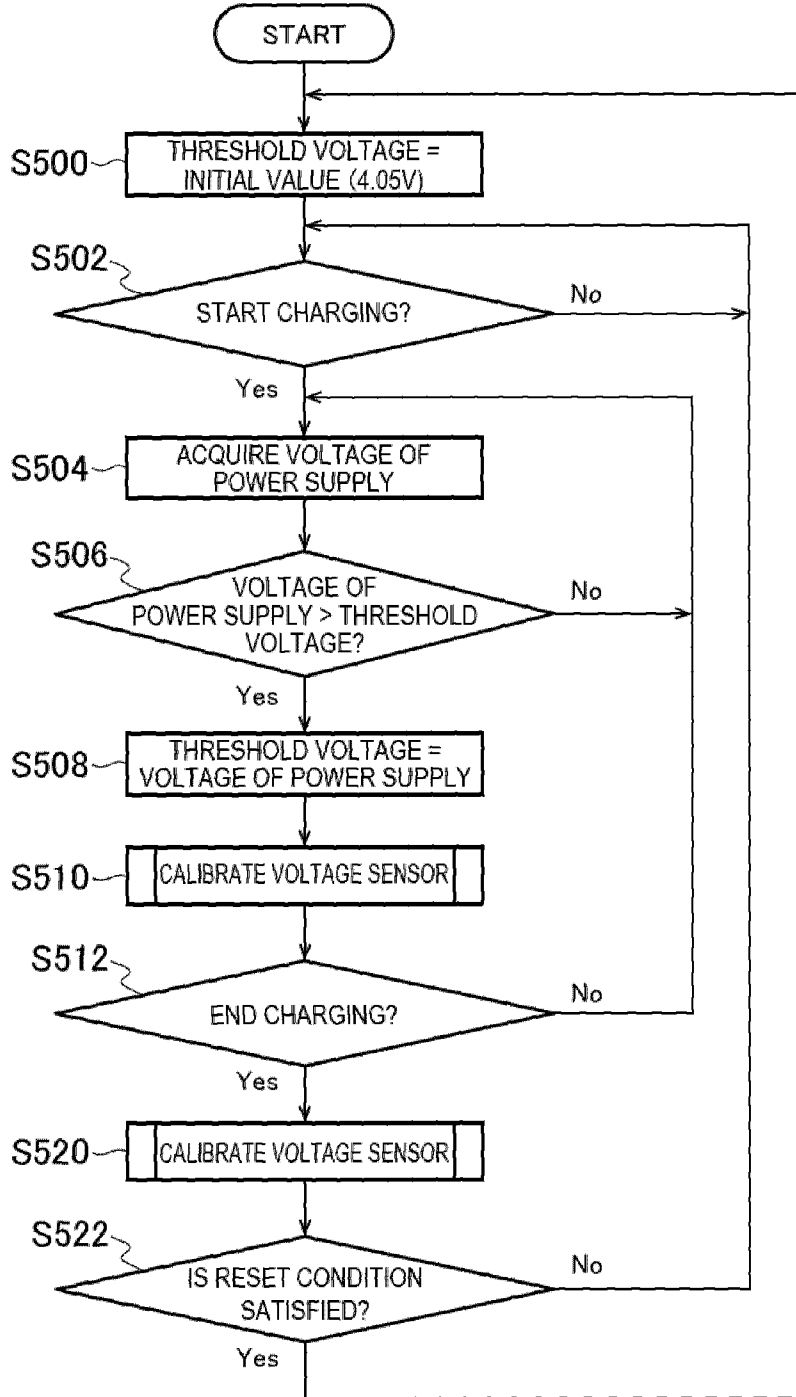 START
S500
THRESHOLD VOLTAGE =
INITIAL VALUE (4.05V)
S502
START CHARGING?
No
Yes
S504
ACQUIRE VOLTAGE OF
POWER SUPPLY
S506
VOLTAGE OF
POWER SUPPLY > THRESHOLD
VOLTAGE?
No
Yes
S508
THRESHOLD VOLTAGE =
VOLTAGE OF POWER SUPPLY
S510
CALIBRATE VOLTAGE SENSOR
S512
END CHARGING?
No
Yes
S520
CALIBRATE VOLTAGE SENSOR
S522
IS RESET CONDITION
SATISFIED?
No
Yes